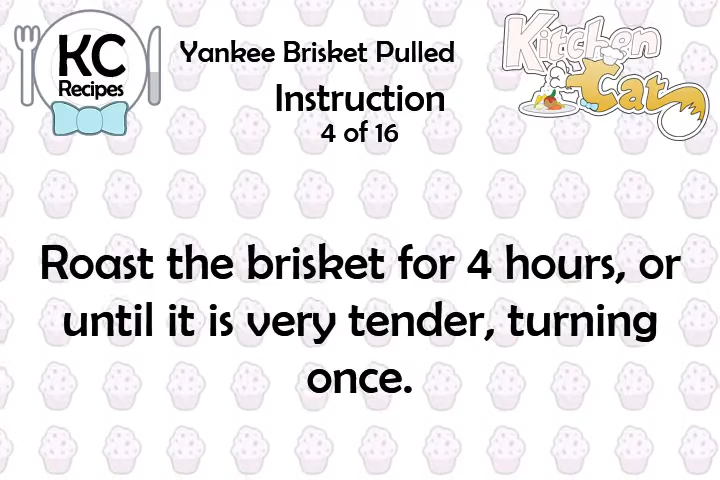 KC
Recipes
Yankee Brisket Pulled
Instruction
4 of 16
Kitchen
Cat
Roast the brisket for 4 hours, or
until it is very tender, turning
once.